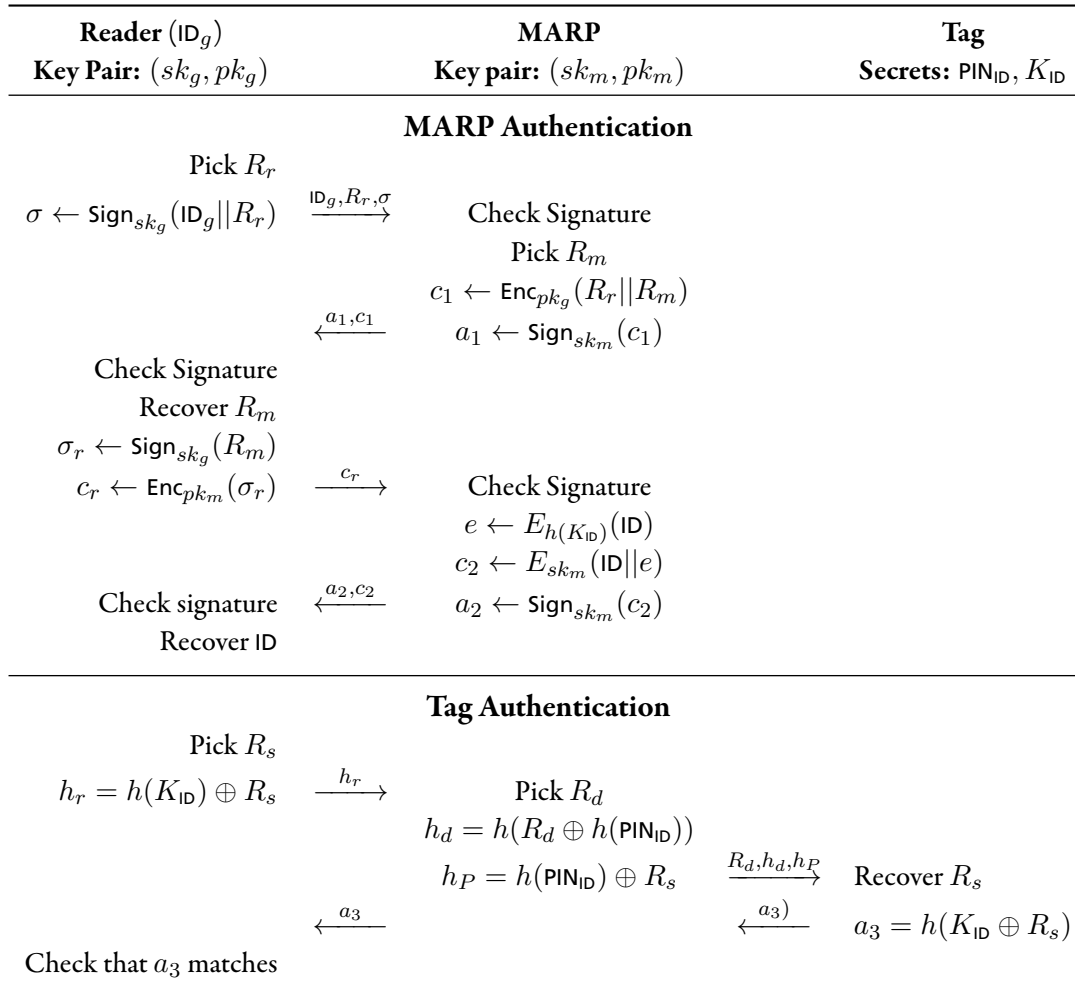 Reader (ID_g) MARP Tag
Key Pair: (sk_g, pk_g) Key pair: (sk_m, pk_m) Secrets: PIN_ID, K_ID
MARP Authentication
Pick R_r
σ ← Sign_{sk_g}(ID_g||R_r) ID_g,R_r,σ → Check Signature
Pick R_m
c_1 ← Enc_{pk_g}(R_r||R_m)
← a_1,c_1 a_1 ← Sign_{sk_m}(c_1)
Check Signature
Recover R_m
σ_r ← Sign_{sk_g}(R_m)
c_r ← Enc_{pk_m}(σ_r) c_r → Check Signature
e ← E_{h(K_ID)}(ID)
c_2 ← E_{sk_m}(ID||e)
Check signature ← a_2,c_2 a_2 ← Sign_{sk_m}(c_2)
Recover ID
Tag Authentication
Pick R_s
h_r = h(K_ID) ⊕ R_s h_r → Pick R_d
h_d = h(R_d ⊕ h(PIN_ID))
h_P = h(PIN_ID) ⊕ R_s R_d,h_d,h_P → Recover R_s
← a_3 ← a_3) a_3 = h(K_ID ⊕ R_s)
Check that a_3 matches